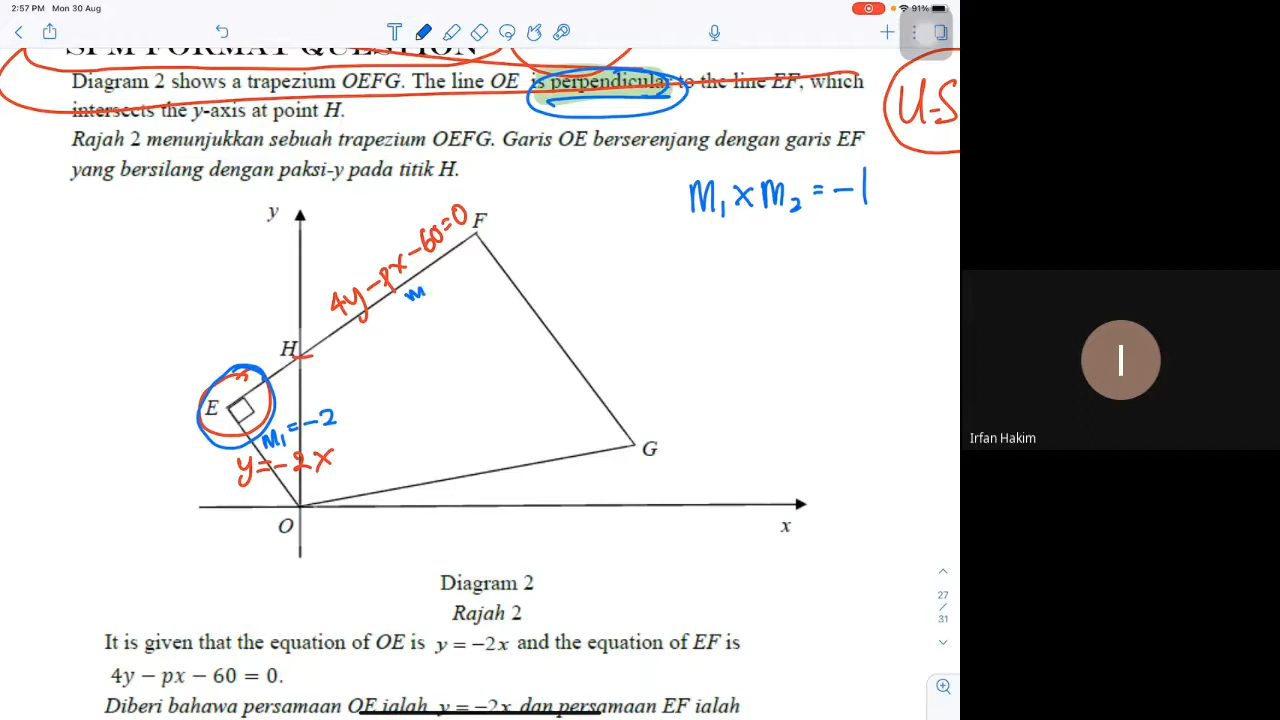 2:57 PM Mon 30 Aug
91%
SPM FORMAT QUESTION
Diagram 2 shows a trapezium OEFG. The line OE is perpendicular to the line EF, which
intersects the y-axis at point H.
Rajah 2 menunjukkan sebuah trapezium OEFG. Garis OE berserenjang dengan garis EF
yang bersilang dengan paksi-y pada titik H.
U-S
M₁ × M₂ = -1
y
F
4y-px-60=0
m
H
E
M₁ = -2
y=-2x
G
O
x
Diagram 2
Rajah 2
It is given that the equation of OE is y = −2x and the equation of EF is
4y − px − 60 = 0.
Diberi bahawa persamaan OE ialah y = −2x dan persamaan EF ialah
27
/
31
I
Irfan Hakim